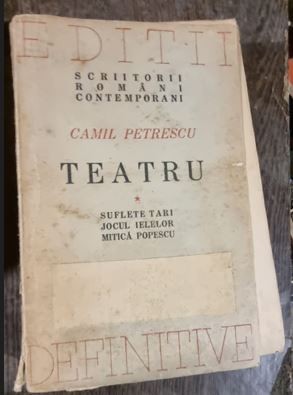 EDITII
SCRIITORII
ROMÂNI
CONTEMPORANI
CAMIL PETRESCU
TEATRU
*
SUFLETE TARI
JOCUL IELELOR
MITICĂ POPESCU
DEFINITIVE